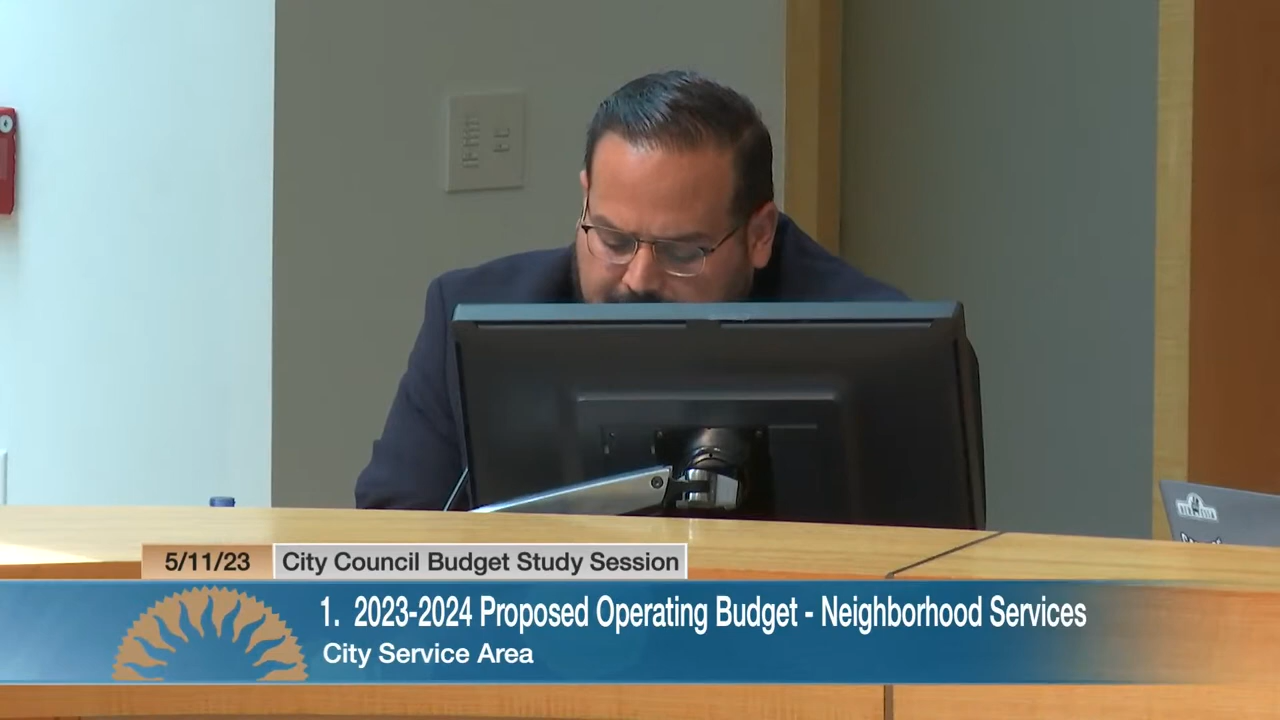 5/11/23
City Council Budget Study Session
1. 2023-2024 Proposed Operating Budget - Neighborhood Services
City Service Area